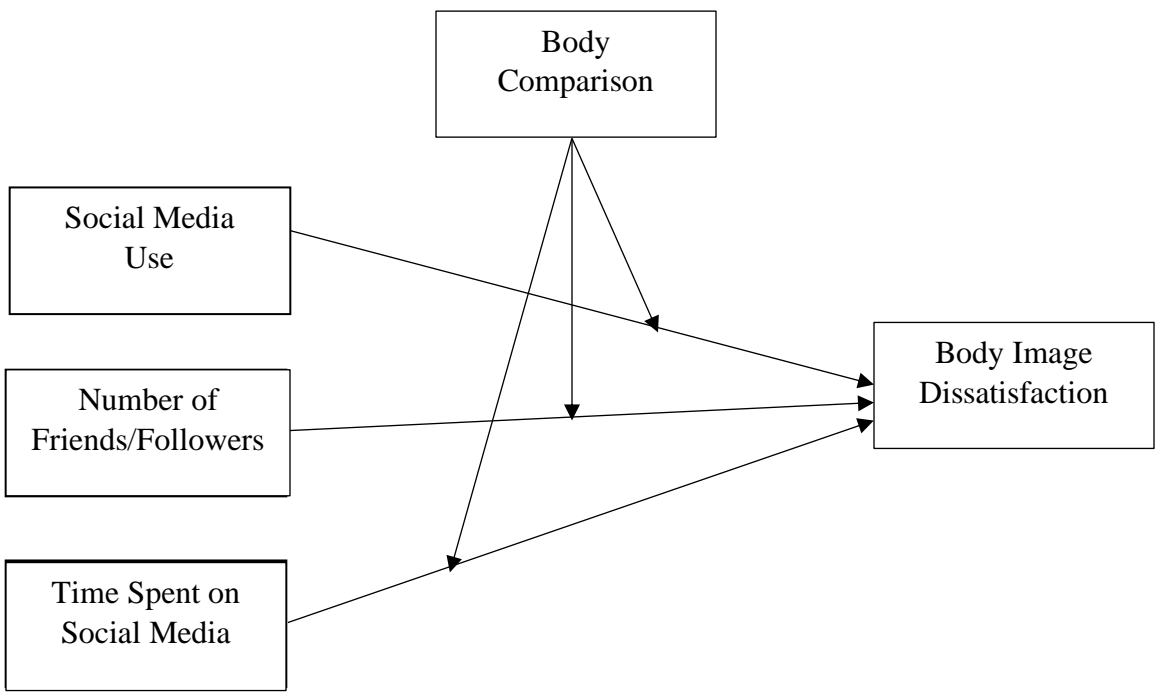 Body
Comparison
Social Media
Use
Number of
Friends/Followers
Time Spent on
Social Media
Body Image
Dissatisfaction